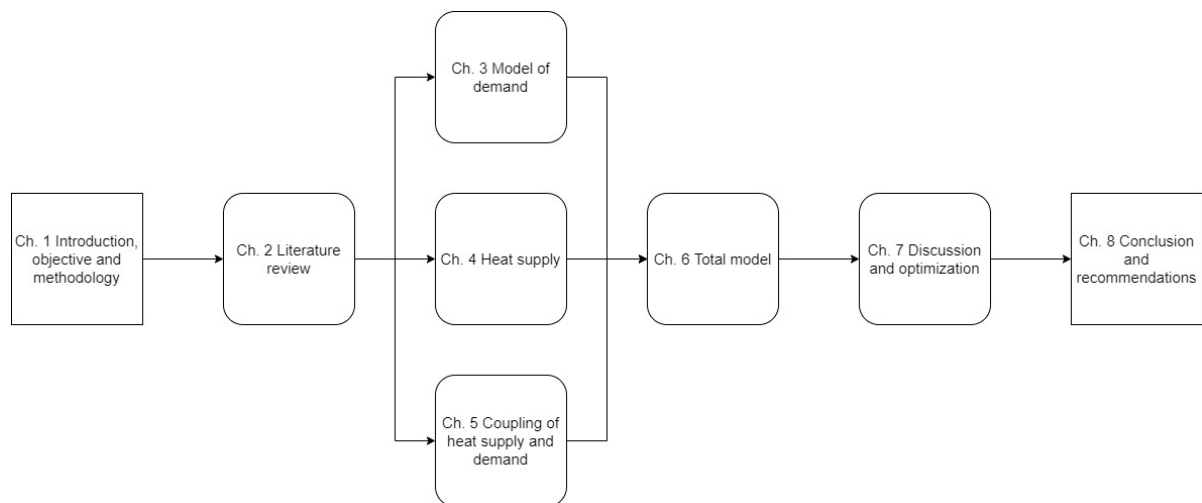 Ch. 1 Introduction,
objective and
methodology
Ch. 2 Literature
review
Ch. 3 Model of
demand
Ch. 4 Heat supply
Ch. 5 Coupling of
heat supply and
demand
Ch. 6 Total model
Ch. 7 Discussion
and optimization
Ch. 8 Conclusion
and
recommendations